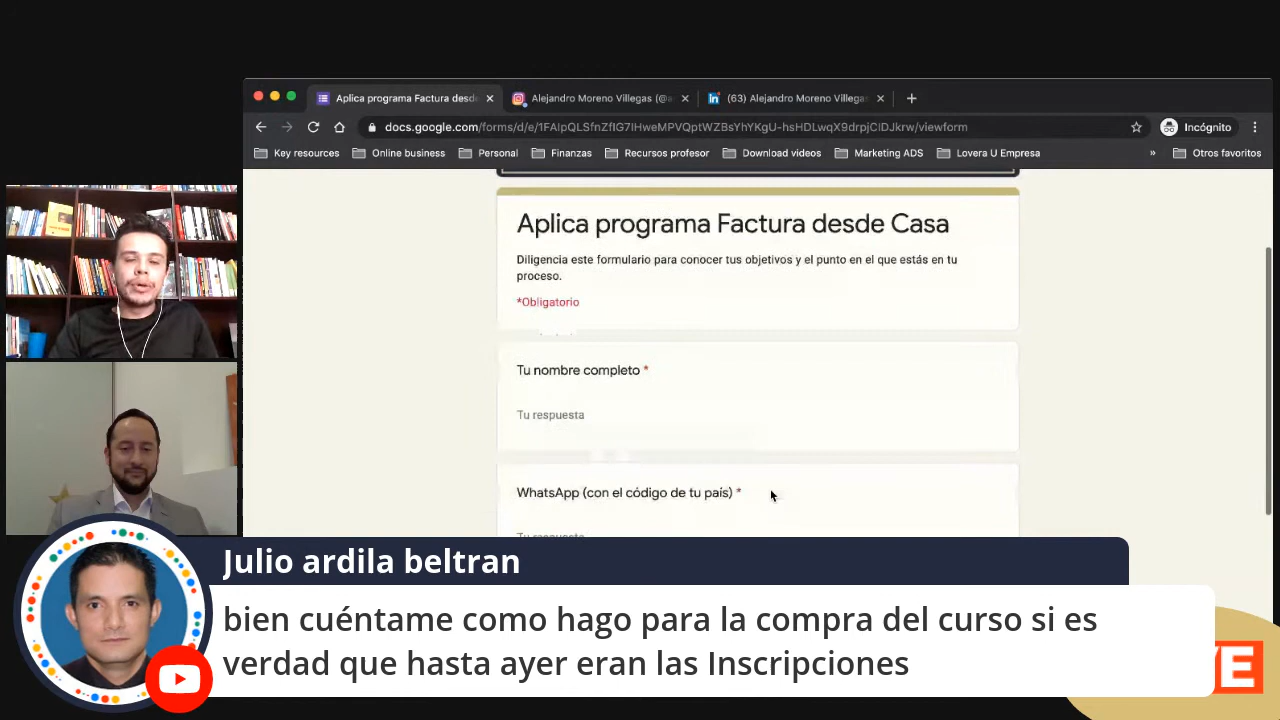 Aplica programa Factura desde
Alejandro Moreno Villegas (@a
(63) Alejandro Moreno Villegas
docs.google.com/forms/d/e/1FAIpQLSfnZfIG7IHweMPVQptWZBsYhYKgU-hsHDLwqX9drpjCIDJkrw/viewform
Incógnito
Key resources
Online business
Personal
Finanzas
Recursos profesor
Download videos
Marketing ADS
Lovera U Empresa
»
Otros favoritos
Aplica programa Factura desde Casa
Diligencia este formulario para conocer tus objetivos y el punto en el que estás en tu
proceso.
*Obligatorio
Tu nombre completo *
Tu respuesta
WhatsApp (con el código de tu país) *
Tu respuesta
Julio ardila beltran
bien cuéntame como hago para la compra del curso si es
verdad que hasta ayer eran las Inscripciones